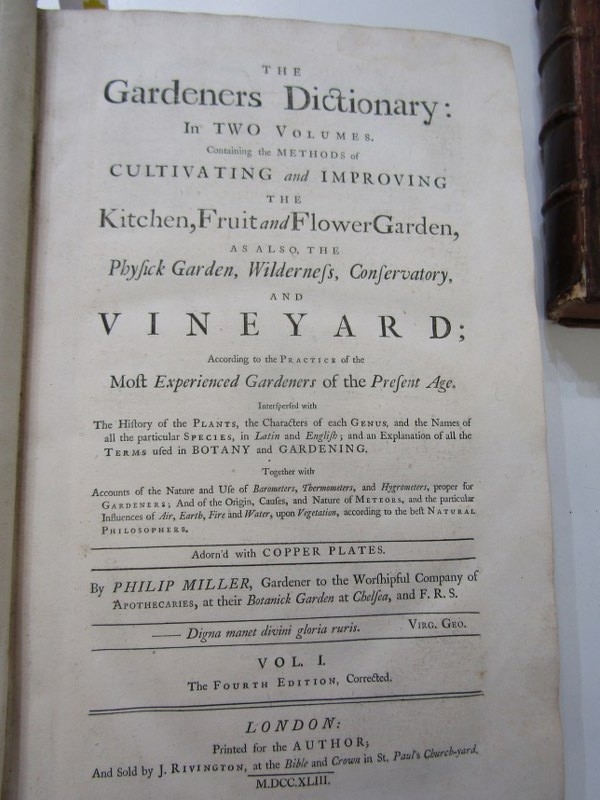 THE
Gardeners Dictionary:
In TWO VOLUMES.
Containing the METHODS of
CULTIVATING and IMPROVING
THE
Kitchen, Fruit and Flower Garden,
AS ALSO, THE
Phyſick Garden, Wilderneſs, Conſervatory,
AND
VINEYARD;
According to the PRACTICE of the
Moſt Experienced Gardeners of the Preſent Age.
Interſperſed with
The Hiſtory of the PLANTS, the Characters of each GENUS, and the Names of
all the particular SPECIES, in Latin and Engliſh; and an Explanation of all the
TERMS uſed in BOTANY and GARDENING.
Together with
Accounts of the Nature and Uſe of Barometers, Thermometers, and Hygrometers, proper for
GARDENERS; And of the Origin, Cauſes, and Nature of METEORS, and the particular
Influences of Air, Earth, Fire and Water, upon Vegetation, according to the beſt NATURAL
PHILOSOPHERS.
Adorn'd with COPPER PLATES.
By PHILIP MILLER, Gardener to the Worſhipful Company of
APOTHECARIES, at their Botanick Garden at Chelſea, and F. R. S.
—— Digna manet divini gloria ruris. VIRG. GEO.
VOL. I.
The FOURTH EDITION, Corrected.
LONDON:
Printed for the AUTHOR;
And Sold by J. RIVINGTON, at the Bible and Crown in St. Paul's Church-yard.
M.DCC.XLIII.